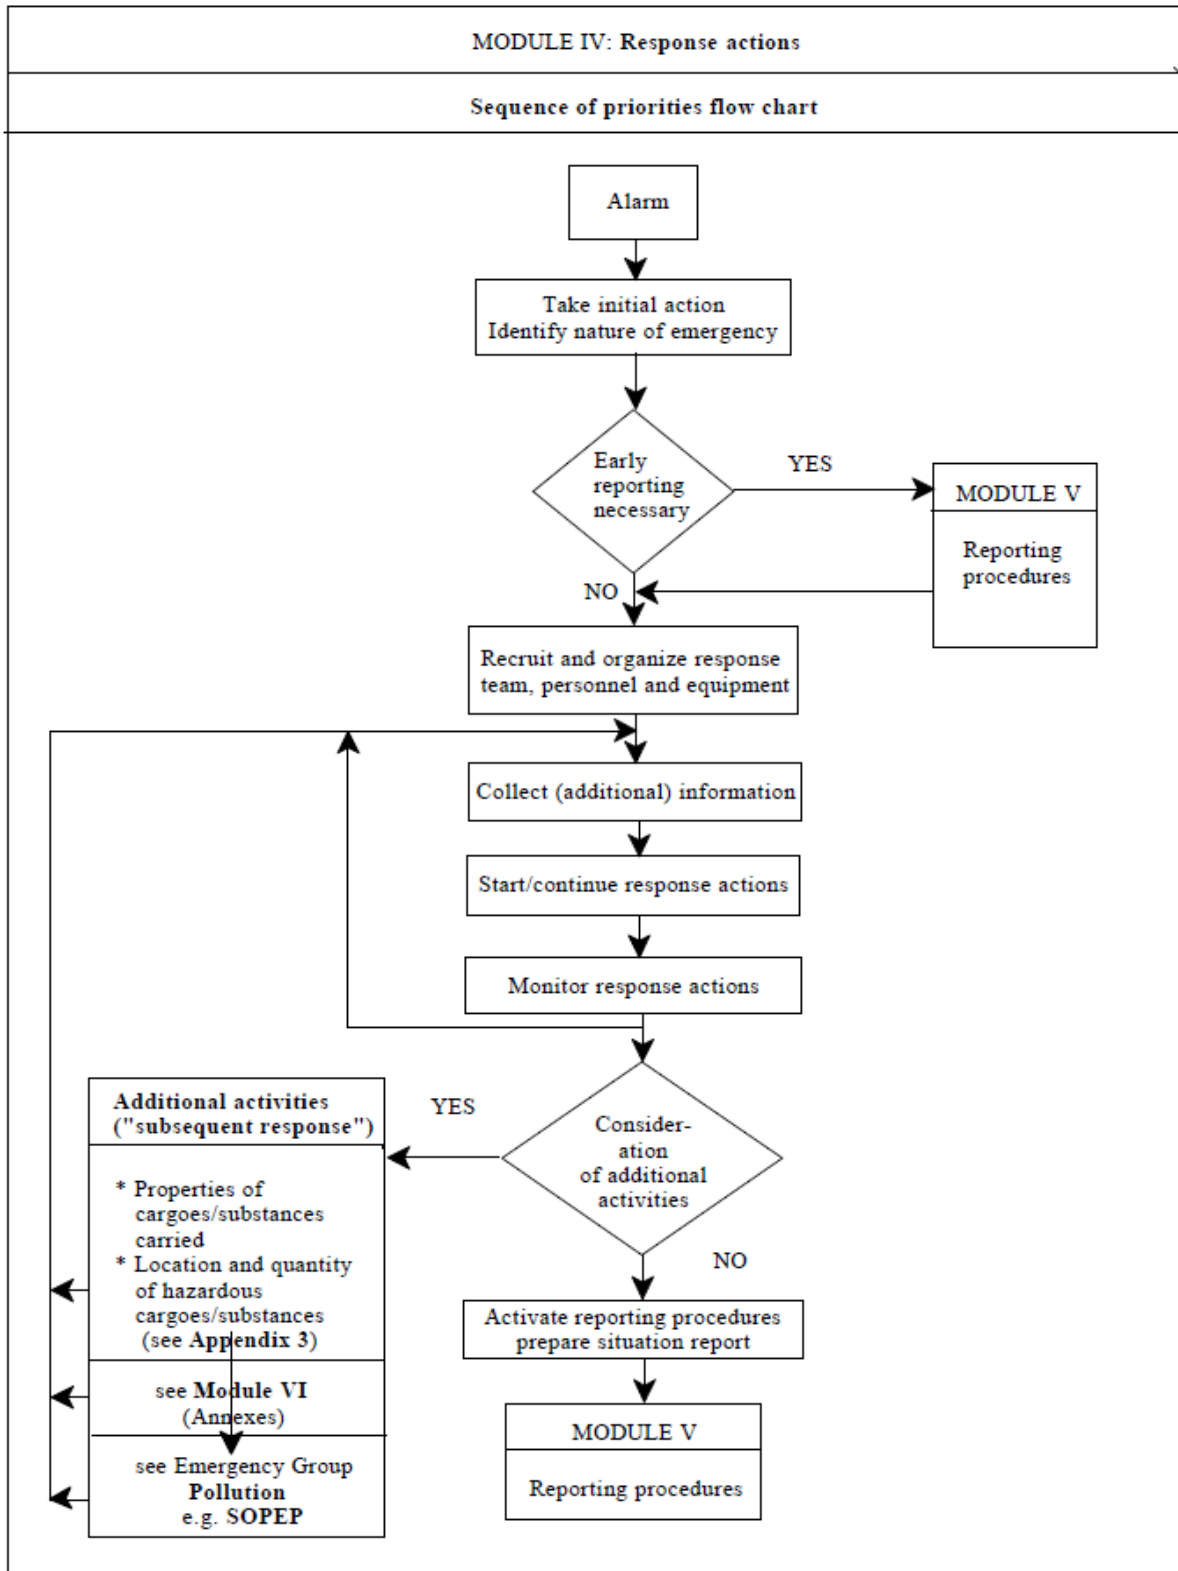 MODULE IV: Response actions
Sequence of priorities flow chart
Alarm
Take initial action
Identify nature of emergency
Early
reporting
necessary
YES
MODULE V
Reporting
procedures
NO
Recruit and organize response
team, personnel and equipment
Collect (additional) information
Start/continue response actions
Monitor response actions
Consider-
ation
of additional
activities
YES
Additional activities
("subsequent response")
* Properties of
cargoes/substances
carried
* Location and quantity
of hazardous
cargoes/substances
(see Appendix 3)
see Module VI
(Annexes)
see Emergency Group
Pollution
e.g. SOPEP
NO
Activate reporting procedures
prepare situation report
MODULE V
Reporting procedures